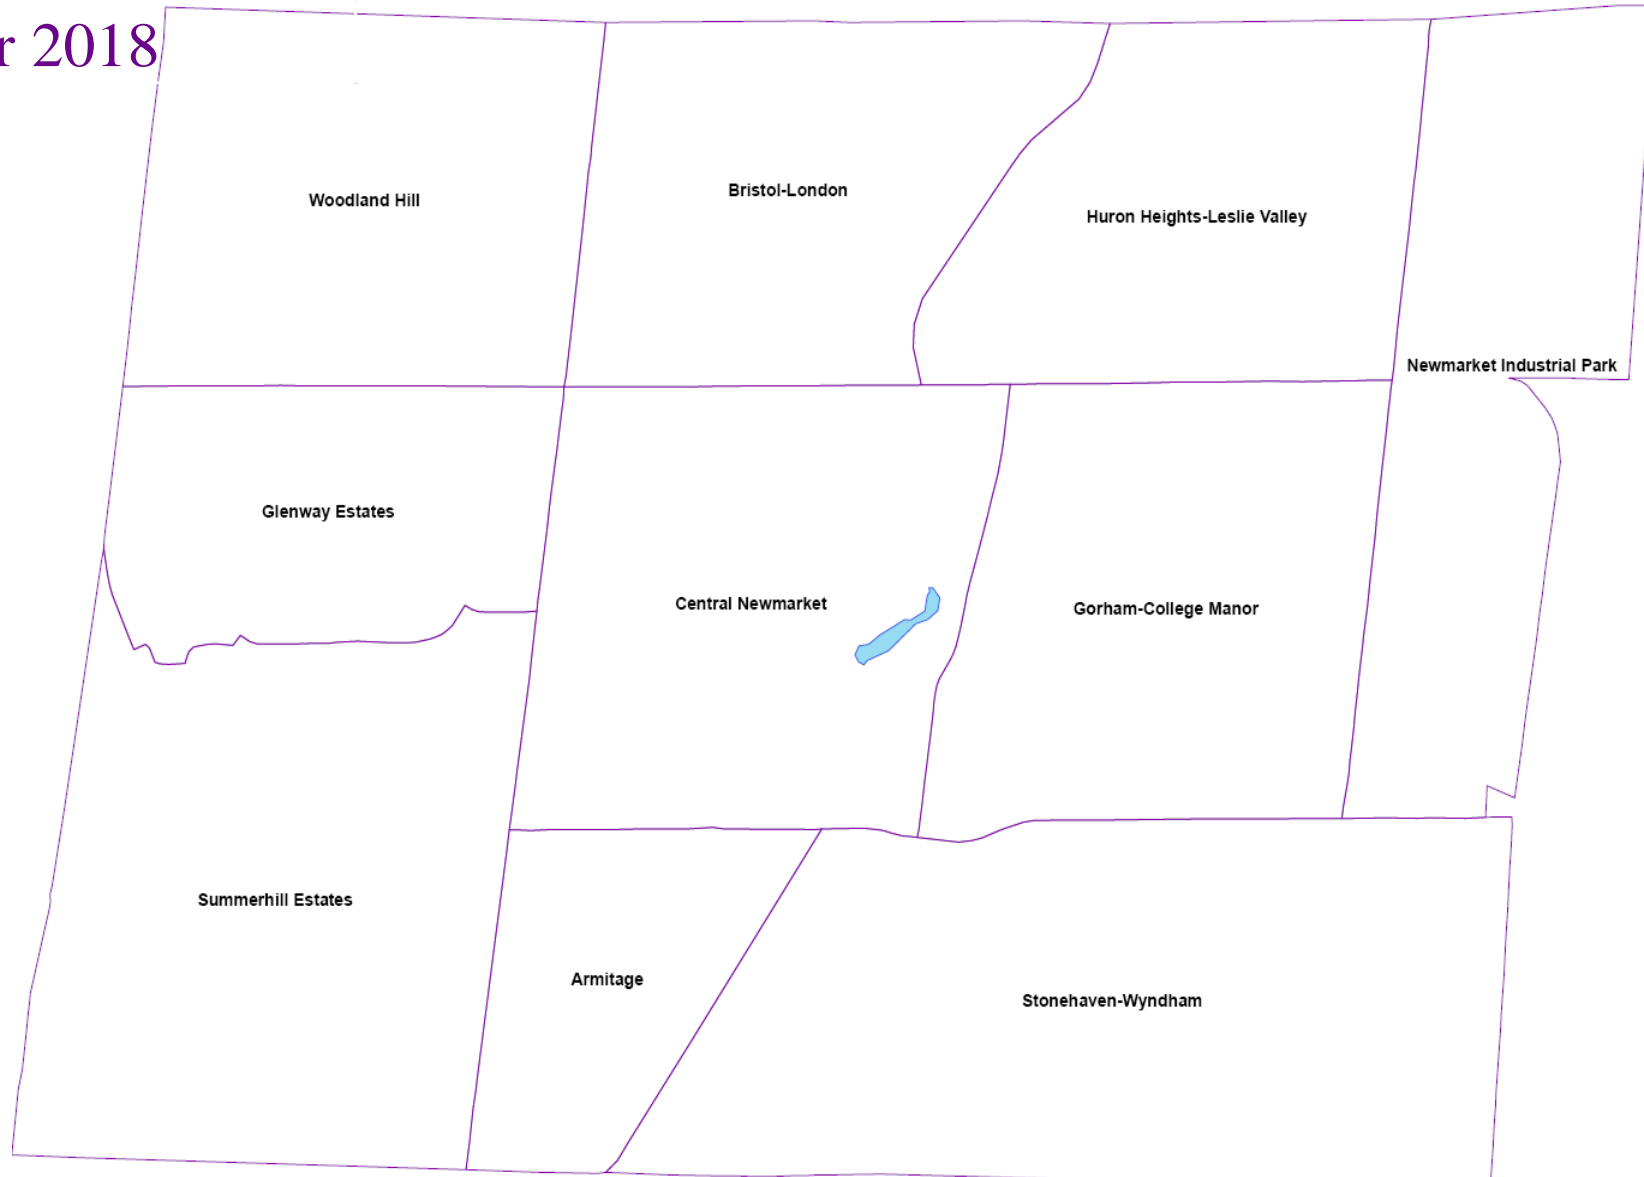 r 2018
Woodland Hill
Bristol-London
Huron Heights-Leslie Valley
Newmarket Industrial Park
Glenway Estates
Central Newmarket
Gorham-College Manor
Summerhill Estates
Armitage
Stonehaven-Wyndham